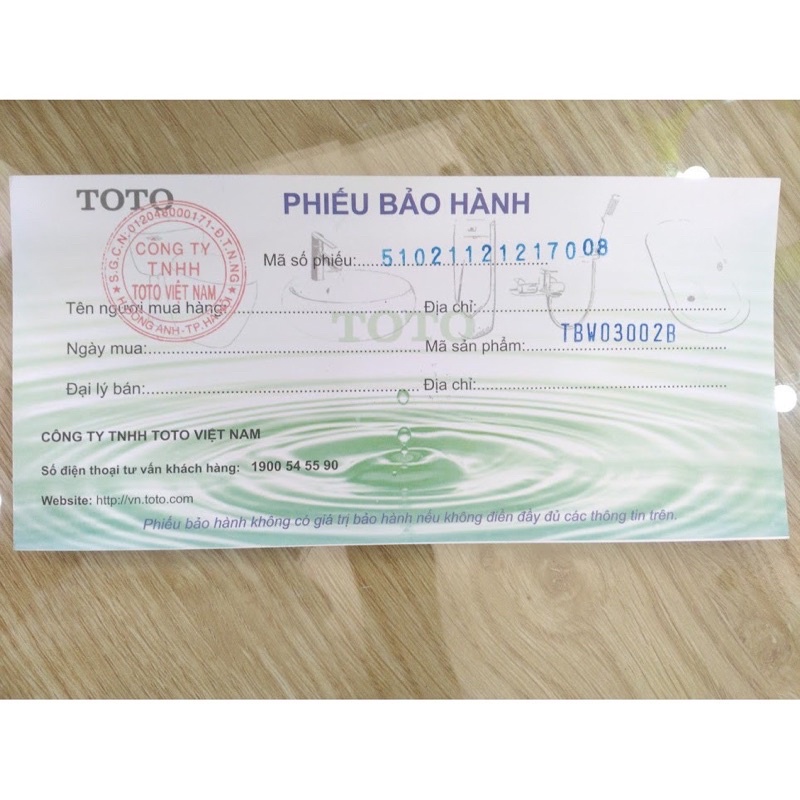 TOTO
PHIẾU BẢO HÀNH
S.G.C.N:012043000171-Đ.T.N.NG
CÔNG TY
T.N.H.H
TOTO VIỆT NAM
Mã số phiếu:....51021121217008
Tên người mua hàng:.................... Địa chỉ:....................
TOTO
Ngày mua:.................... Mã sản phẩm:........TBW03002B
Đại lý bán:.................... Địa chỉ:....................
CÔNG TY TNHH TOTO VIỆT NAM
Số điện thoại tư vấn khách hàng: 1900 54 55 90
Website: http://vn.toto.com
Phiếu bảo hành không có giá trị bảo hành nếu không điền đầy đủ các thông tin trên.